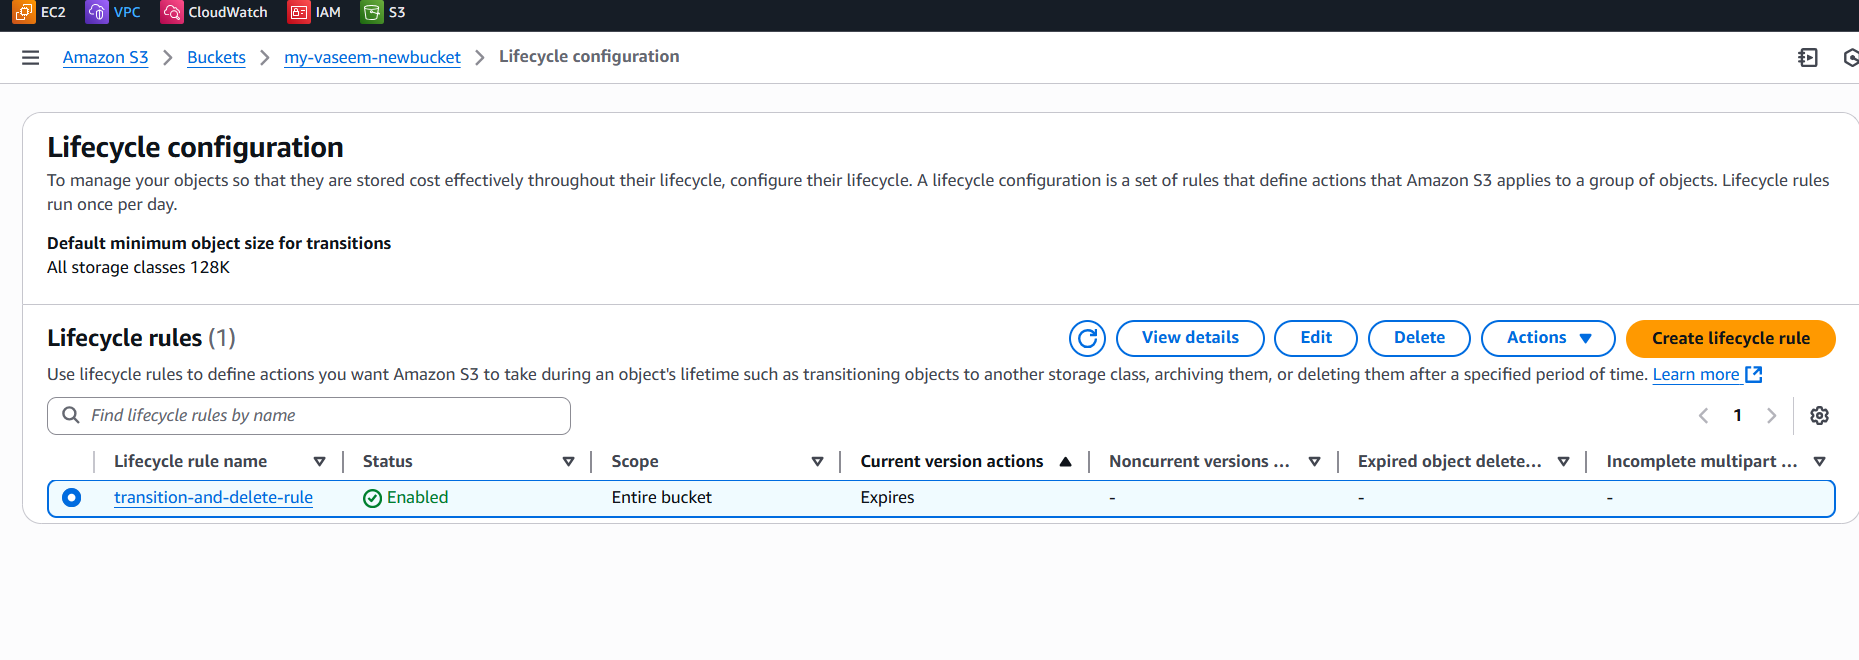 EC2 VPC CloudWatch IAM S3
Amazon S3 Buckets my-vaseem-newbucket Lifecycle configuration
Lifecycle configuration
To manage your objects so that they are stored cost effectively throughout their lifecycle, configure their lifecycle. A lifecycle configuration is a set of rules that define actions that Amazon S3 applies to a group of objects. Lifecycle rules
run once per day.
Default minimum object size for transitions
All storage classes 128K
Lifecycle rules (1) View details Edit Delete Actions Create lifecycle rule
Use lifecycle rules to define actions you want Amazon S3 to take during an object's lifetime such as transitioning objects to another storage class, archiving them, or deleting them after a specified period of time. Learn more
Find lifecycle rules by name 1
Lifecycle rule name Status Scope Current version actions Noncurrent versions ... Expired object delete... Incomplete multipart ...
transition-and-delete-rule Enabled Entire bucket Expires - - -